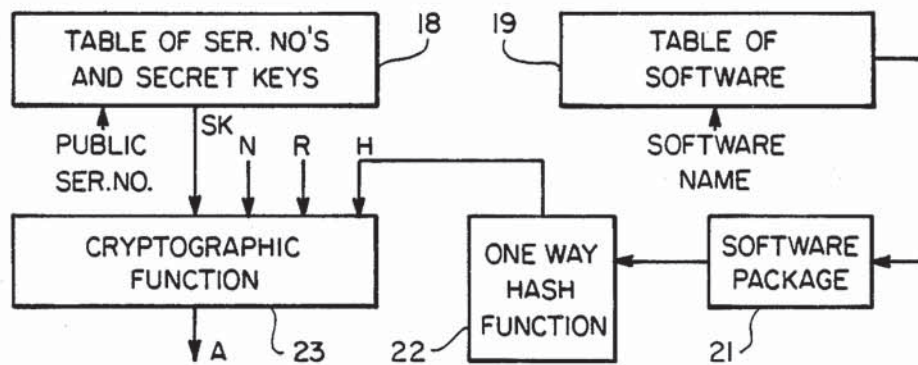 TABLE OF SER. NO'S
AND SECRET KEYS
18
19
TABLE OF
SOFTWARE
PUBLIC
SER.NO.
SK
N
R
H
SOFTWARE
NAME
CRYPTOGRAPHIC
FUNCTION
ONE WAY
HASH
FUNCTION
SOFTWARE
PACKAGE
A
23
22
21